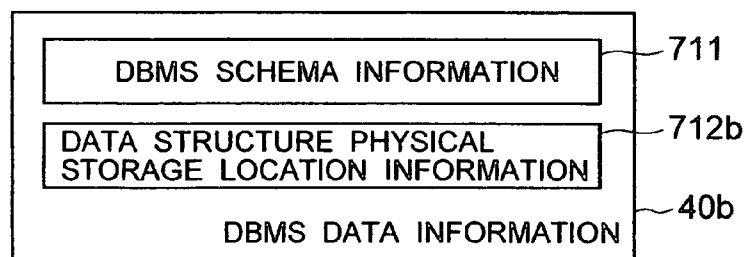 DBMS SCHEMA INFORMATION
711
DATA STRUCTURE PHYSICAL
STORAGE LOCATION INFORMATION
712b
40b
DBMS DATA INFORMATION